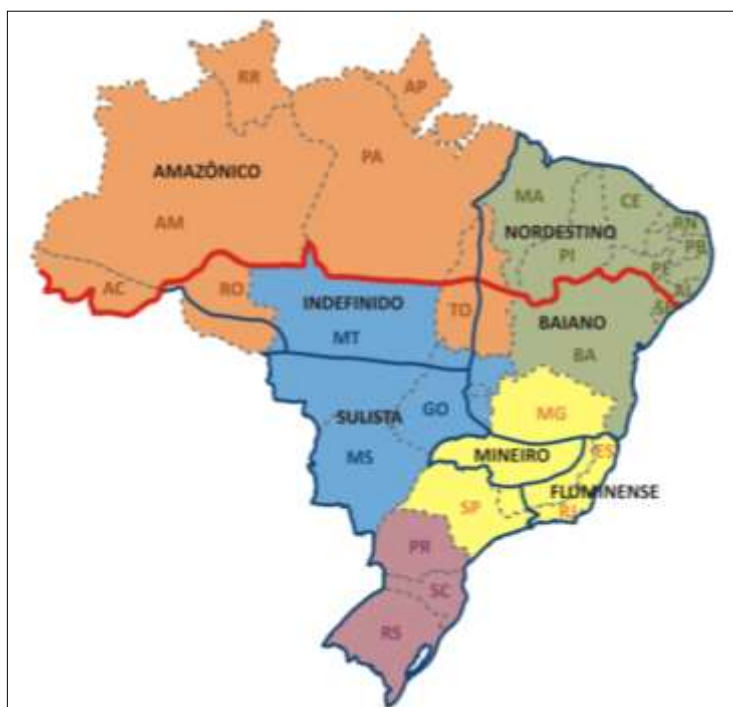 RR
AP
AMAZÔNICO
PA
MA
CE
RN
NORDESTINO
PB
AM
PI
PE
AL
AC
RO
INDEFINIDO
TO
SE
MT
BAIANO
BA
GO
MG
SULISTA
MS
MINEIRO
ES
FLUMINENSE
SP
RJ
PR
SC
RS